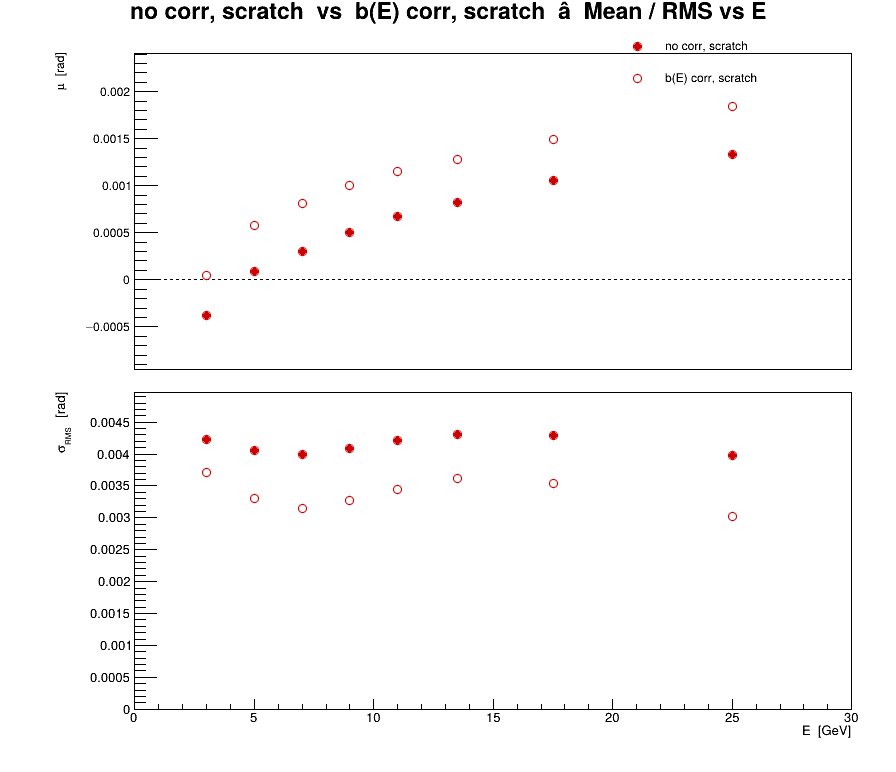 no corr, scratch vs b(E) corr, scratch â Mean / RMS vs E
no corr, scratch
b(E) corr, scratch
μ [rad]
0.002
0.0015
0.001
0.0005
0
−0.0005
σRMS [rad]
0.0045
0.004
0.0035
0.003
0.0025
0.002
0.0015
0.001
0.0005
0
0 5 10 15 20 25 30
E [GeV]